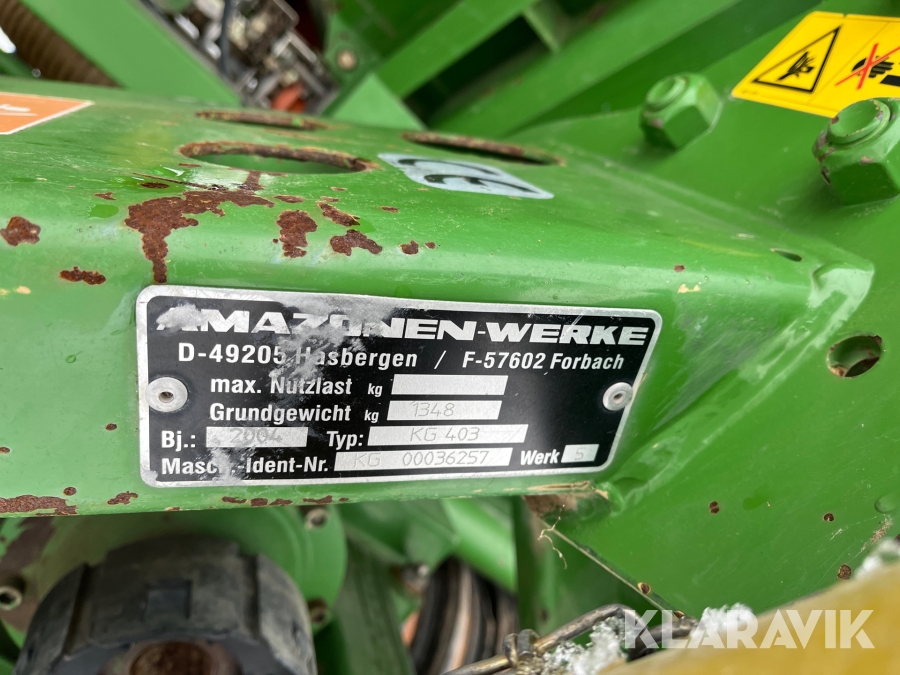 AMAZONEN-WERKE
D-49205 Hasbergen / F-57602 Forbach
max. Nutzlast kg
Grundgewicht kg 1348
Bj.: 2004 Typ: KG 403
Masch.-Ident-Nr. KG 00036257 Werk 5
KLARAVIK